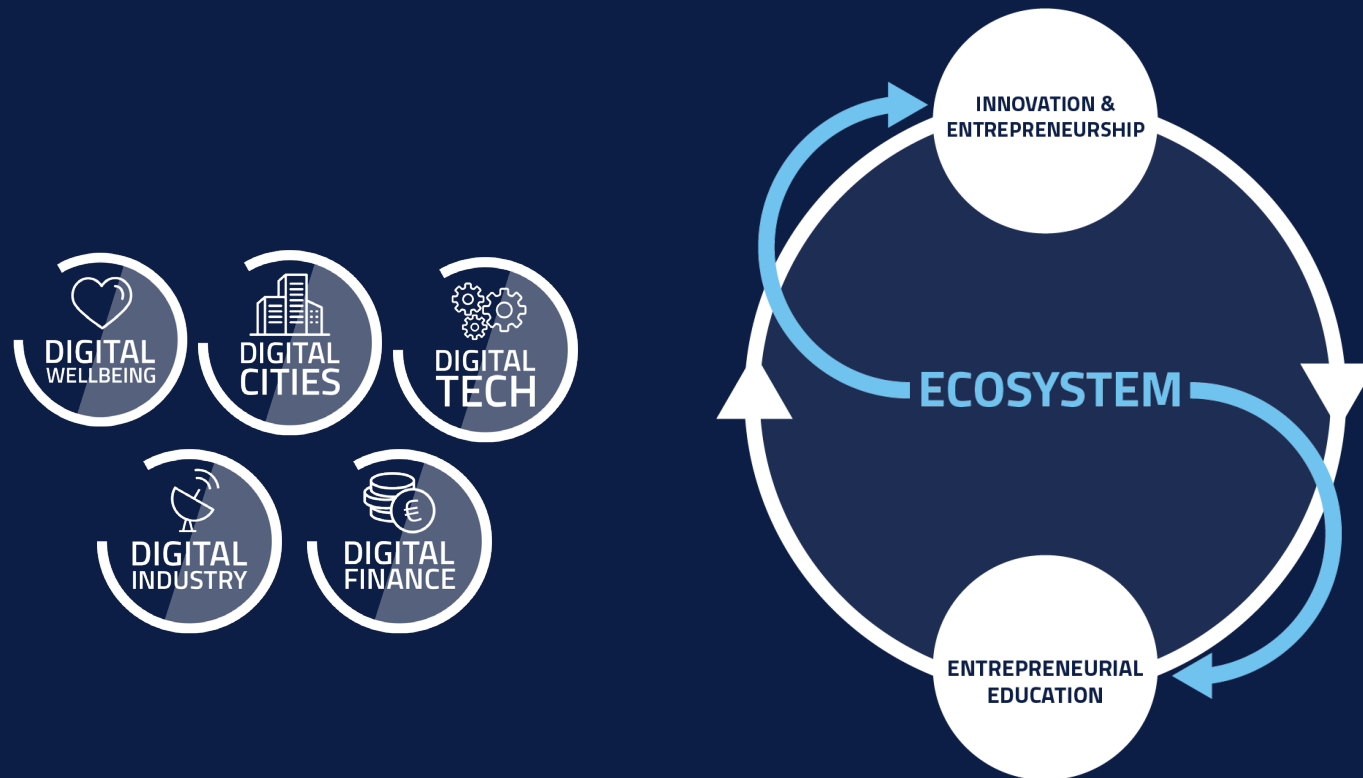 DIGITAL
WELLBEING
DIGITAL
CITIES
DIGITAL
TECH
DIGITAL
INDUSTRY
€
DIGITAL
FINANCE
INNOVATION &
ENTREPRENEURSHIP
ECOSYSTEM
ENTREPRENEURIAL
EDUCATION